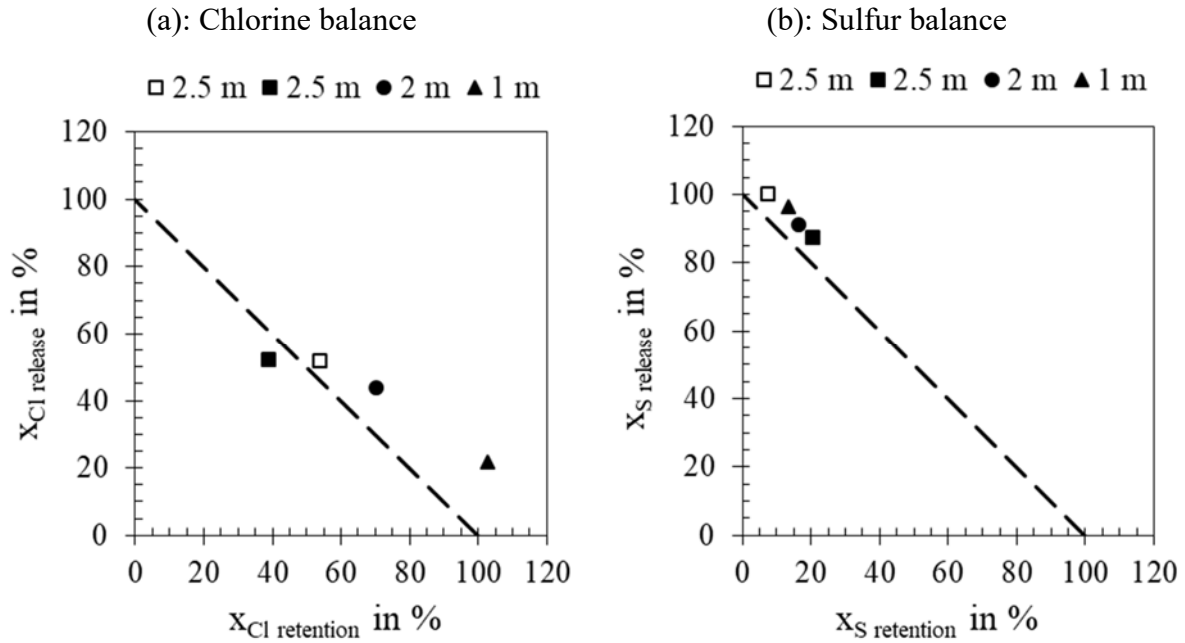 (a): Chlorine balance
□ 2.5 m ■ 2.5 m ● 2 m ▲ 1 m
120
100
80
60
40
20
0
x_Cl release in %
0 20 40 60 80 100 120
x_Cl retention in %
(b): Sulfur balance
□ 2.5 m ■ 2.5 m ● 2 m ▲ 1 m
120
100
80
60
40
20
0
x_S release in %
0 20 40 60 80 100 120
x_S retention in %